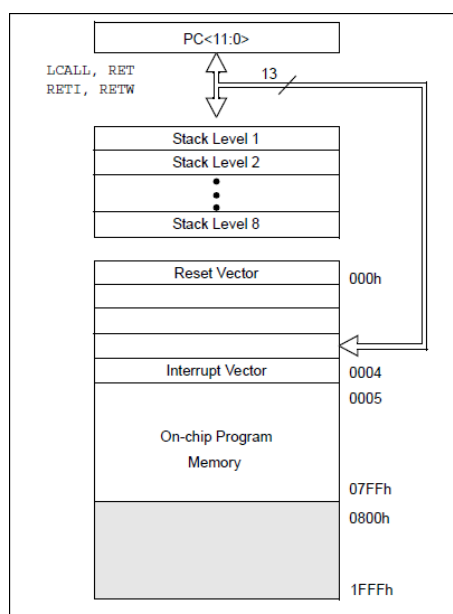 PC<11:0>
LCALL, RET
RETI, RETW
13
Stack Level 1
Stack Level 2
Stack Level 8
Reset Vector
000h
Interrupt Vector
0004
0005
On-chip Program
Memory
07FFh
0800h
1FFFh